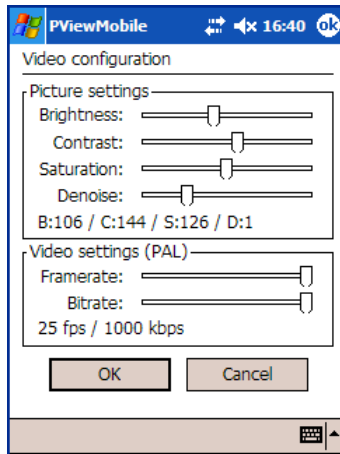 PViewMobile 16:40 ok
Video configuration
Picture settings
Brightness:
Contrast:
Saturation:
Denoise:
B:106 / C:144 / S:126 / D:1
Video settings (PAL)
Framerate:
Bitrate:
25 fps / 1000 kbps
OK Cancel